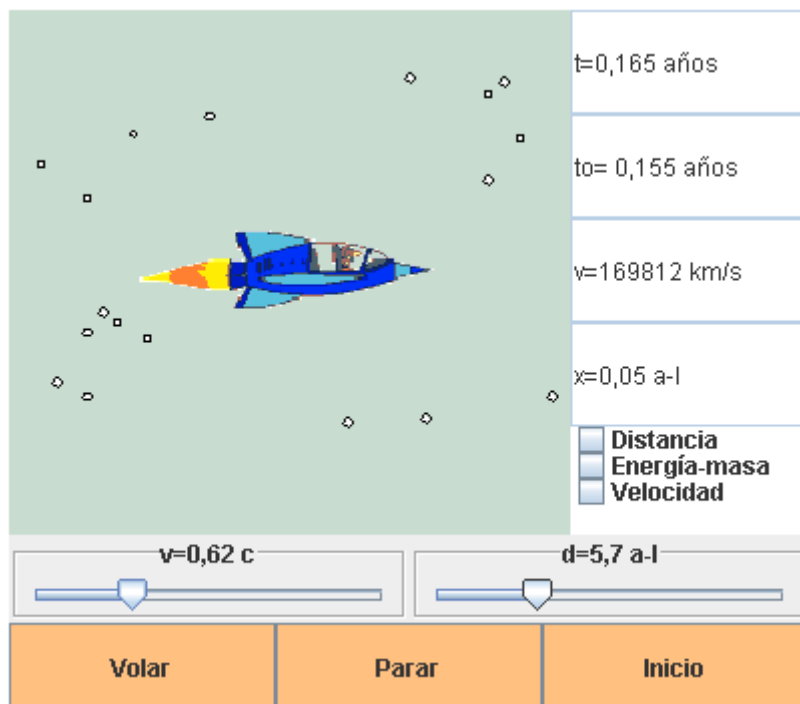 t=0,165 años
to= 0,155 años
v=169812 km/s
x=0,05 a-l
Distancia
Energía-masa
Velocidad
v=0,62 c
d=5,7 a-l
Volar
Parar
Inicio